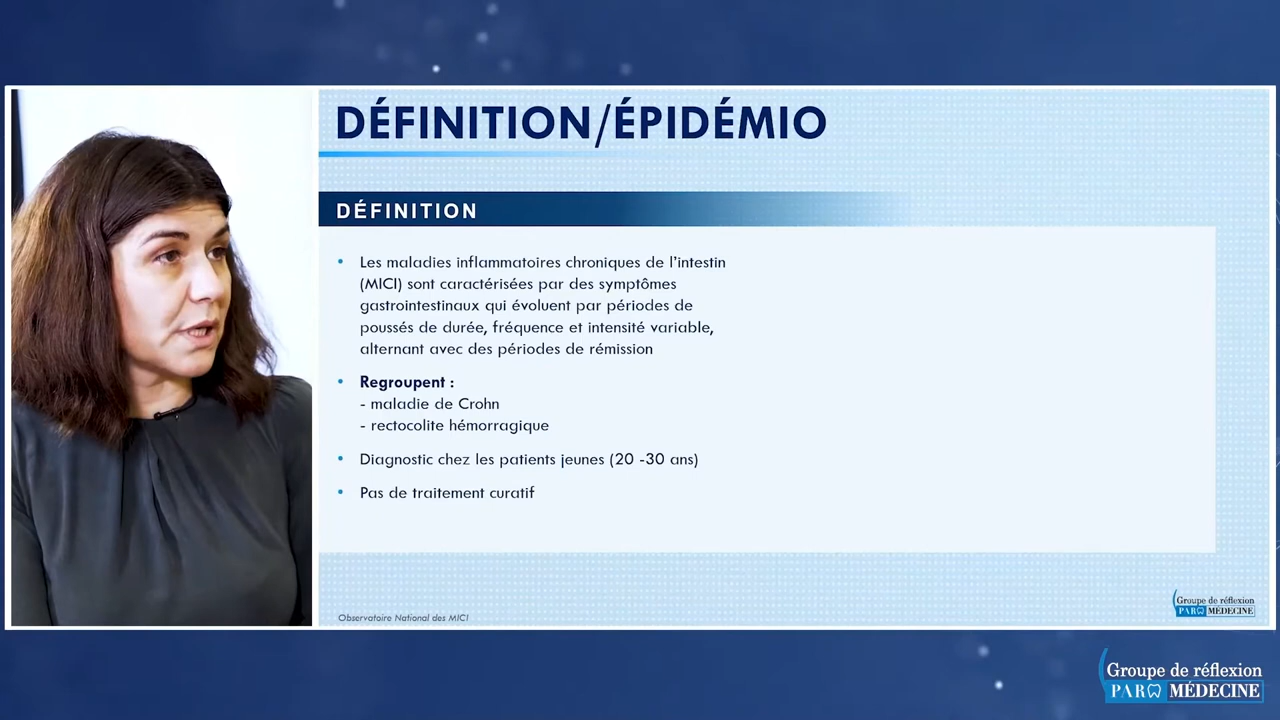 DÉFINITION/ÉPIDÉMIO
DÉFINITION
• Les maladies inflammatoires chroniques de l'intestin
(MICI) sont caractérisées par des symptômes
gastrointestinaux qui évoluent par périodes de
poussés de durée, fréquence et intensité variable,
alternant avec des périodes de rémission
• Regroupent :
- maladie de Crohn
- rectocolite hémorragique
• Diagnostic chez les patients jeunes (20 -30 ans)
• Pas de traitement curatif
Observatoire National des MICI
Groupe de réflexion
PARO MÉDECINE
Groupe de réflexion
PARO MÉDECINE